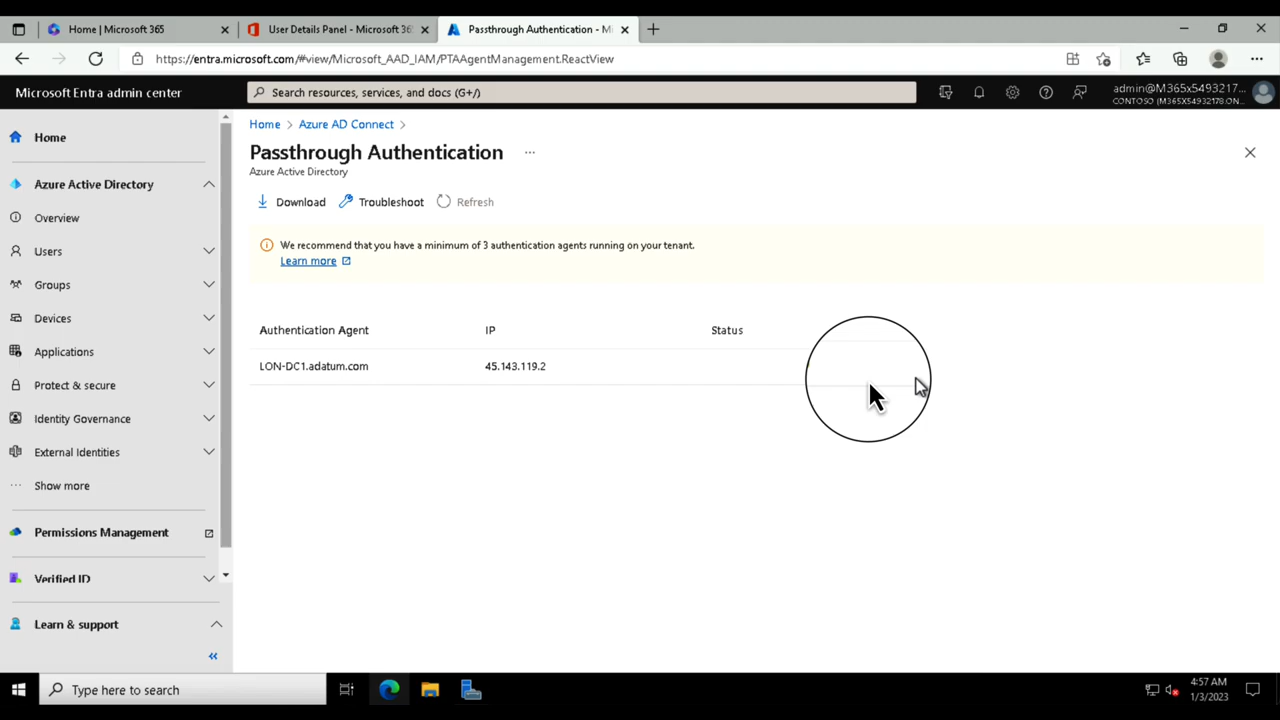 Home | Microsoft 365
User Details Panel - Microsoft 365
Passthrough Authentication - Mi
https://entra.microsoft.com/#view/Microsoft_AAD_IAM/PTAAgentManagement.ReactView
Microsoft Entra admin center
Search resources, services, and docs (G+/)
admin@M365x5493217...
CONTOSO (M365X54932178.ON...
Home
Azure Active Directory
Overview
Users
Groups
Devices
Applications
Protect & secure
Identity Governance
External Identities
Show more
Permissions Management
Verified ID
Learn & support
Home > Azure AD Connect >
Passthrough Authentication ...
Azure Active Directory
Download Troubleshoot Refresh
We recommend that you have a minimum of 3 authentication agents running on your tenant.
Learn more
Authentication Agent IP Status
LON-DC1.adatum.com 45.143.119.2
Type here to search
4:57 AM
1/3/2023